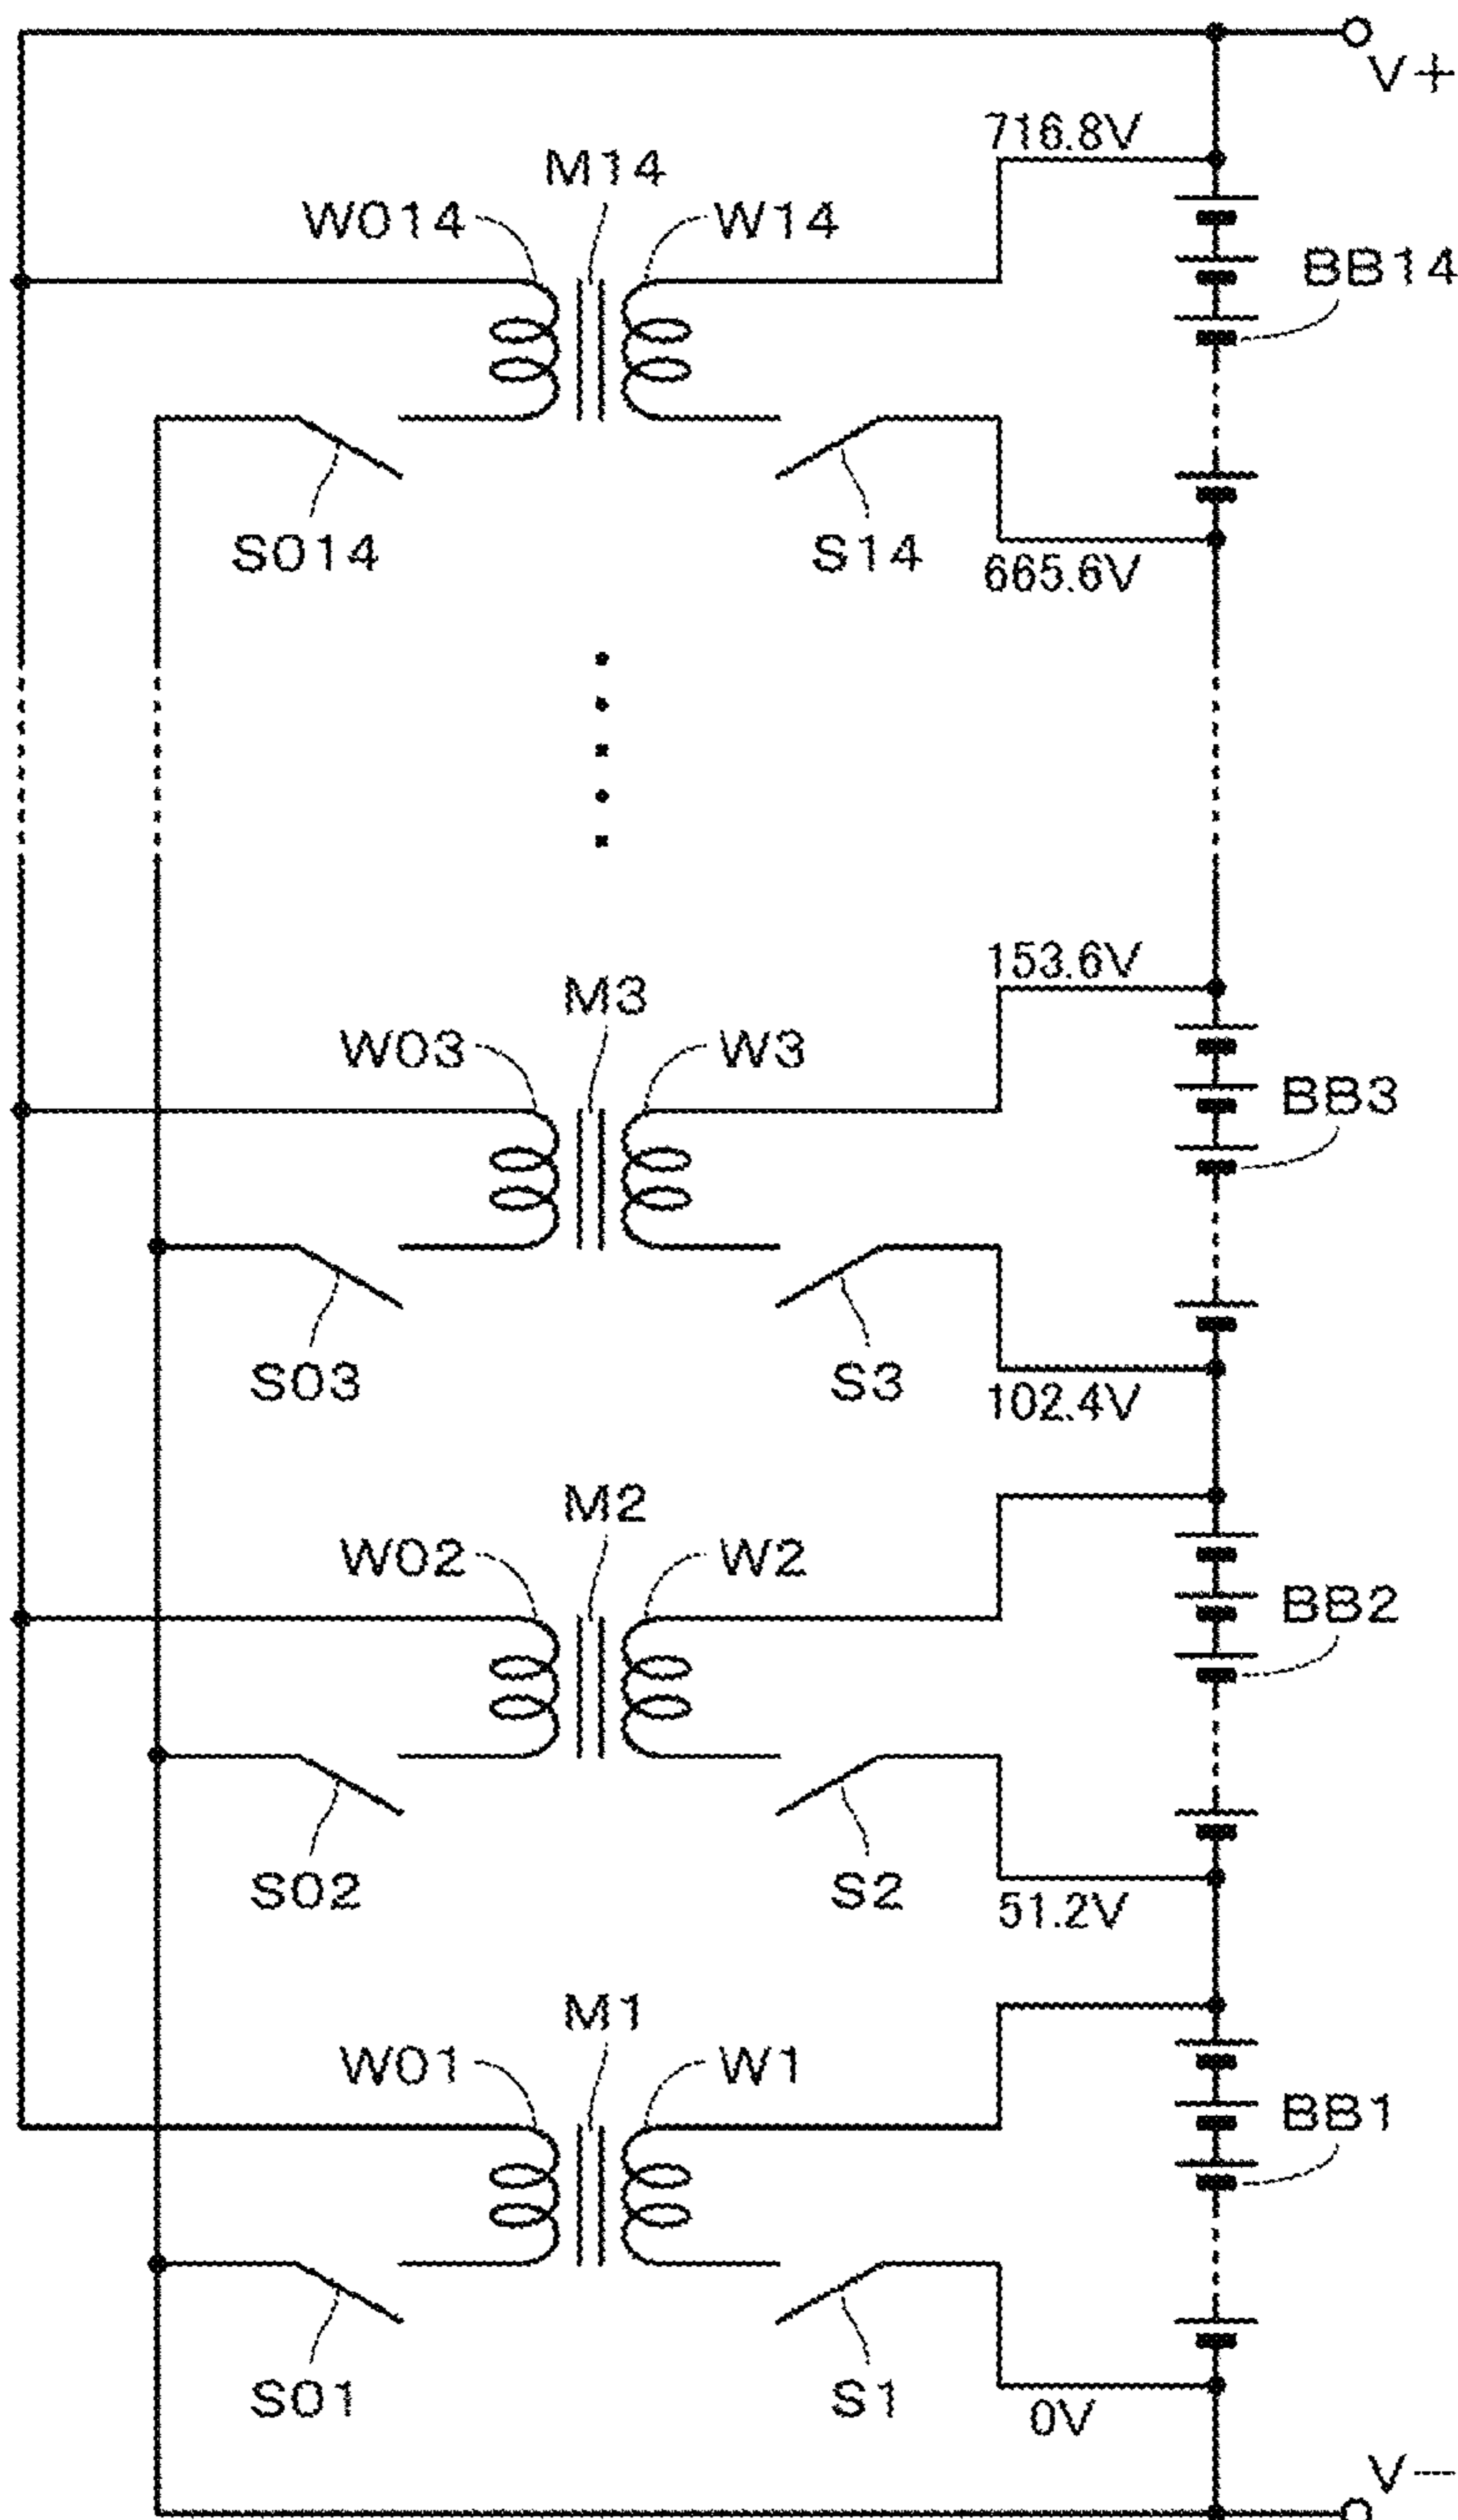 V+
716.8V
M14
W014
W14
BB14
S014
S14
665.6V
153.6V
M3
W03
W3
BB3
S03
S3
102.4V
M2
W02
W2
BB2
S02
S2
51.2V
M1
W01
W1
BB1
S01
S1
0V
V-